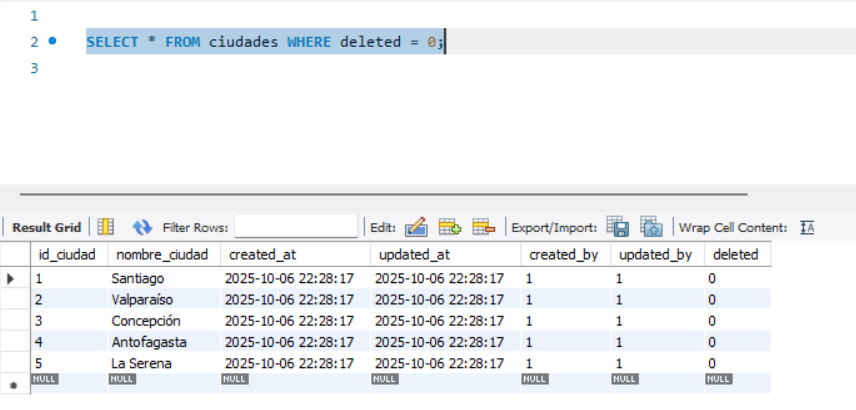 1
2 SELECT * FROM ciudades WHERE deleted = 0;
3
Result Grid Filter Rows: Edit: Export/Import: Wrap Cell Content: IA
id_ciudad nombre_ciudad created_at updated_at created_by updated_by deleted
1 Santiago 2025-10-06 22:28:17 2025-10-06 22:28:17 1 1 0
2 Valparaíso 2025-10-06 22:28:17 2025-10-06 22:28:17 1 1 0
3 Concepción 2025-10-06 22:28:17 2025-10-06 22:28:17 1 1 0
4 Antofagasta 2025-10-06 22:28:17 2025-10-06 22:28:17 1 1 0
5 La Serena 2025-10-06 22:28:17 2025-10-06 22:28:17 1 1 0
NULL NULL NULL NULL NULL NULL NULL